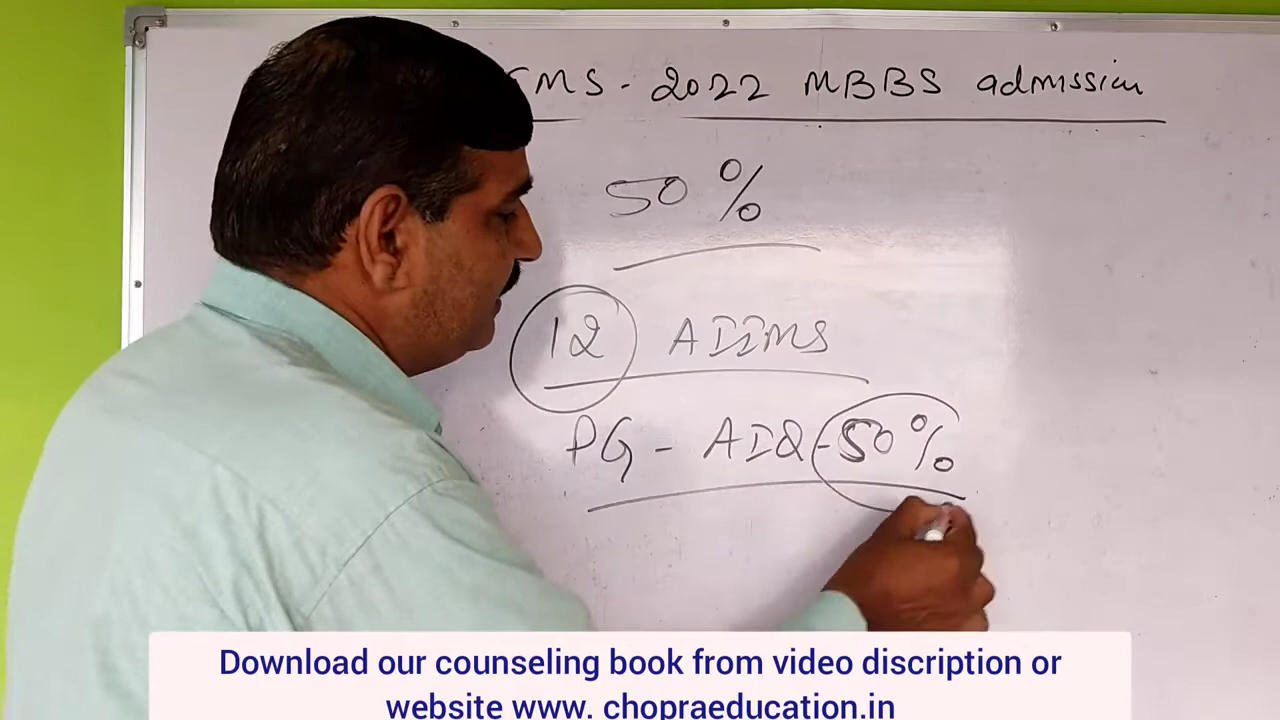 MS - 2022 MBBS admission
50%
12 AIIMS
PG - AIQ - 50%
Download our counseling book from video discription or
website www. chopraeducation.in